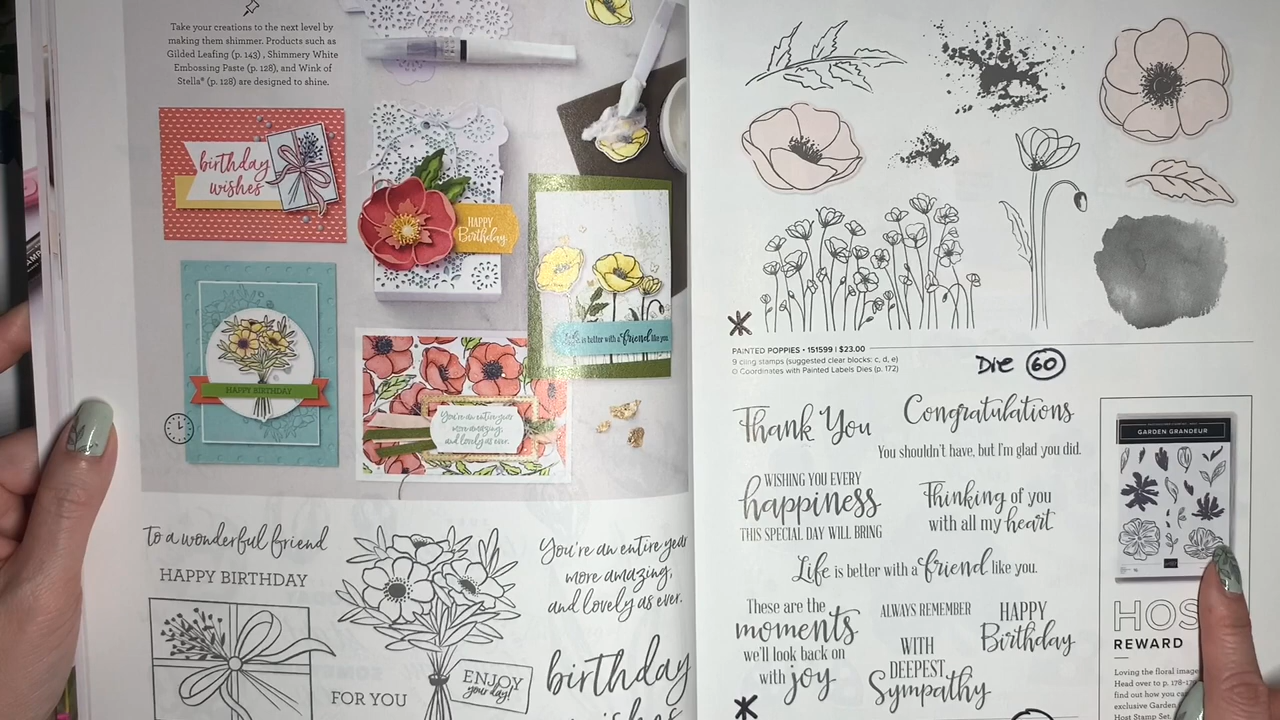 Take your creations to the next level by
making them shimmer. Products such as
Gilded Leafing (p. 143) , Shimmery White
Embossing Paste (p. 128), and Wink of
Stella® (p. 128) are designed to shine.
birthday
wishes
HAPPY
Birthday
HAPPY BIRTHDAY
Life is better with a friend like you.
You're an entire year
more amazing,
and lovely as ever.
to a wonderful friend
HAPPY BIRTHDAY
FOR YOU
ENJOY
your day!
You're an entire year
more amazing,
and lovely as ever.
birthday
wishes
PAINTED POPPIES • 151599 | $23.00
9 cling stamps (suggested clear blocks: c, d, e)
Coordinates with Painted Labels Dies (p. 172)
Die 60
Thank You
Congratulations
You shouldn't have, but I'm glad you did.
WISHING YOU EVERY
happiness
THIS SPECIAL DAY WILL BRING
Thinking of you
with all my heart
Life is better with a friend like you.
These are the
moments
we'll look back on
with joy
ALWAYS REMEMBER
WITH
DEEPEST
Sympathy
HAPPY
Birthday
GARDEN GRANDEUR
HOS
REWARD
Loving the floral image
Head over to p. 178-179
find out how you ca
exclusive Garden
Host Stamp Set.